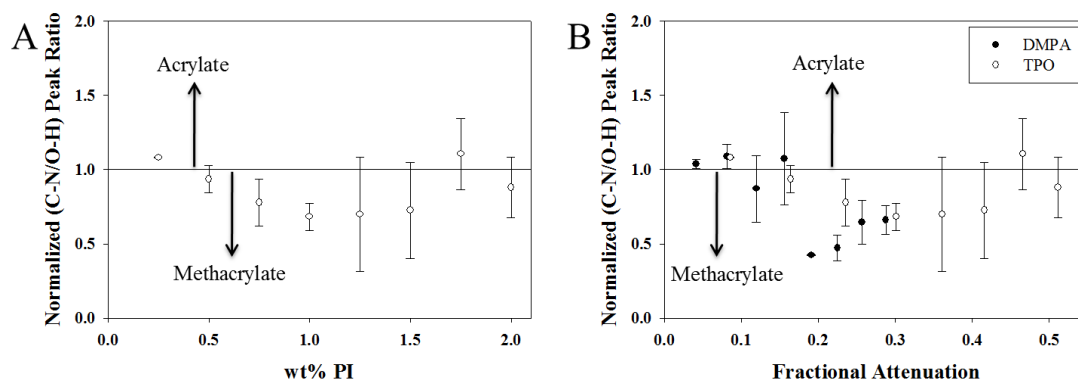 A
Normalized (C-N/O-H) Peak Ratio
2.0
1.5
1.0
0.5
0.0
Acrylate
Methacrylate
0.0 0.5 1.0 1.5 2.0
wt% PI
B
Normalized (C-N/O-H) Peak Ratio
2.0
1.5
1.0
0.5
0.0
DMPA
TPO
Acrylate
Methacrylate
0.0 0.1 0.2 0.3 0.4 0.5
Fractional Attenuation